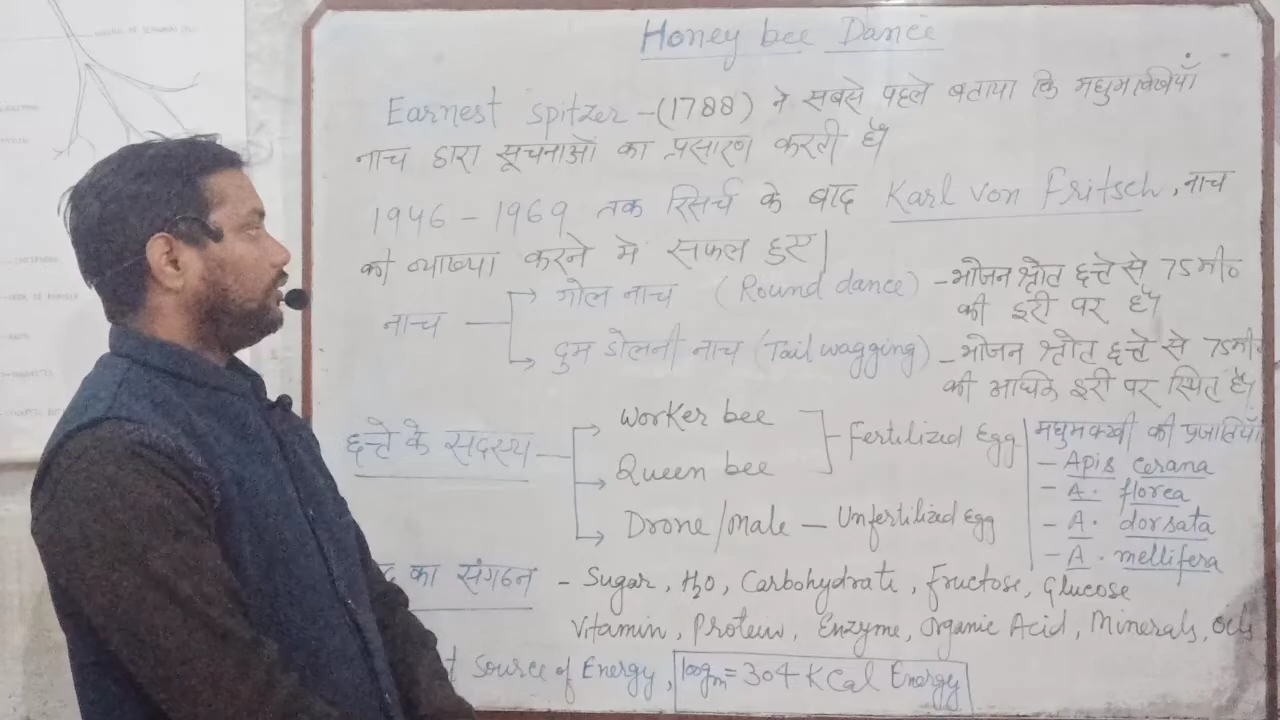 Honey bee Dance
Earnest Spitzner -(1788) ने सबसे पहले बताया कि मधुमक्खियाँ
नाच द्वारा सूचनाओं का प्रसारण करती हैं
1946 - 1969 तक रिसर्च के बाद Karl von Fritsch, नाच
की व्याख्या करने मे सफल हुए।
नाच
गोल नाच (Round dance) - भोजन श्रोत छत्ते से 75 मी०
की दूरी पर हैं
दुम डोलनी नाच (Tail wagging) - भोजन श्रोत छत्ते से 75मी०
की अधिक दूरी पर स्थित हैं
छत्ते के सदस्य
Worker bee
Queen bee
Fertilized Egg
Drone/Male - Unfertilized Egg
मधुमक्खी की प्रजातियाँ
- Apis cerana
- A. florea
- A. dorsata
- A. mellifera
का संगठन - Sugar, H2O, Carbohydrate, Fructose, Glucose
Vitamin, Protein, Enzyme, Organic Acid, Minerals, Oils
Source of Energy, 100gm = 304 KCal Energy